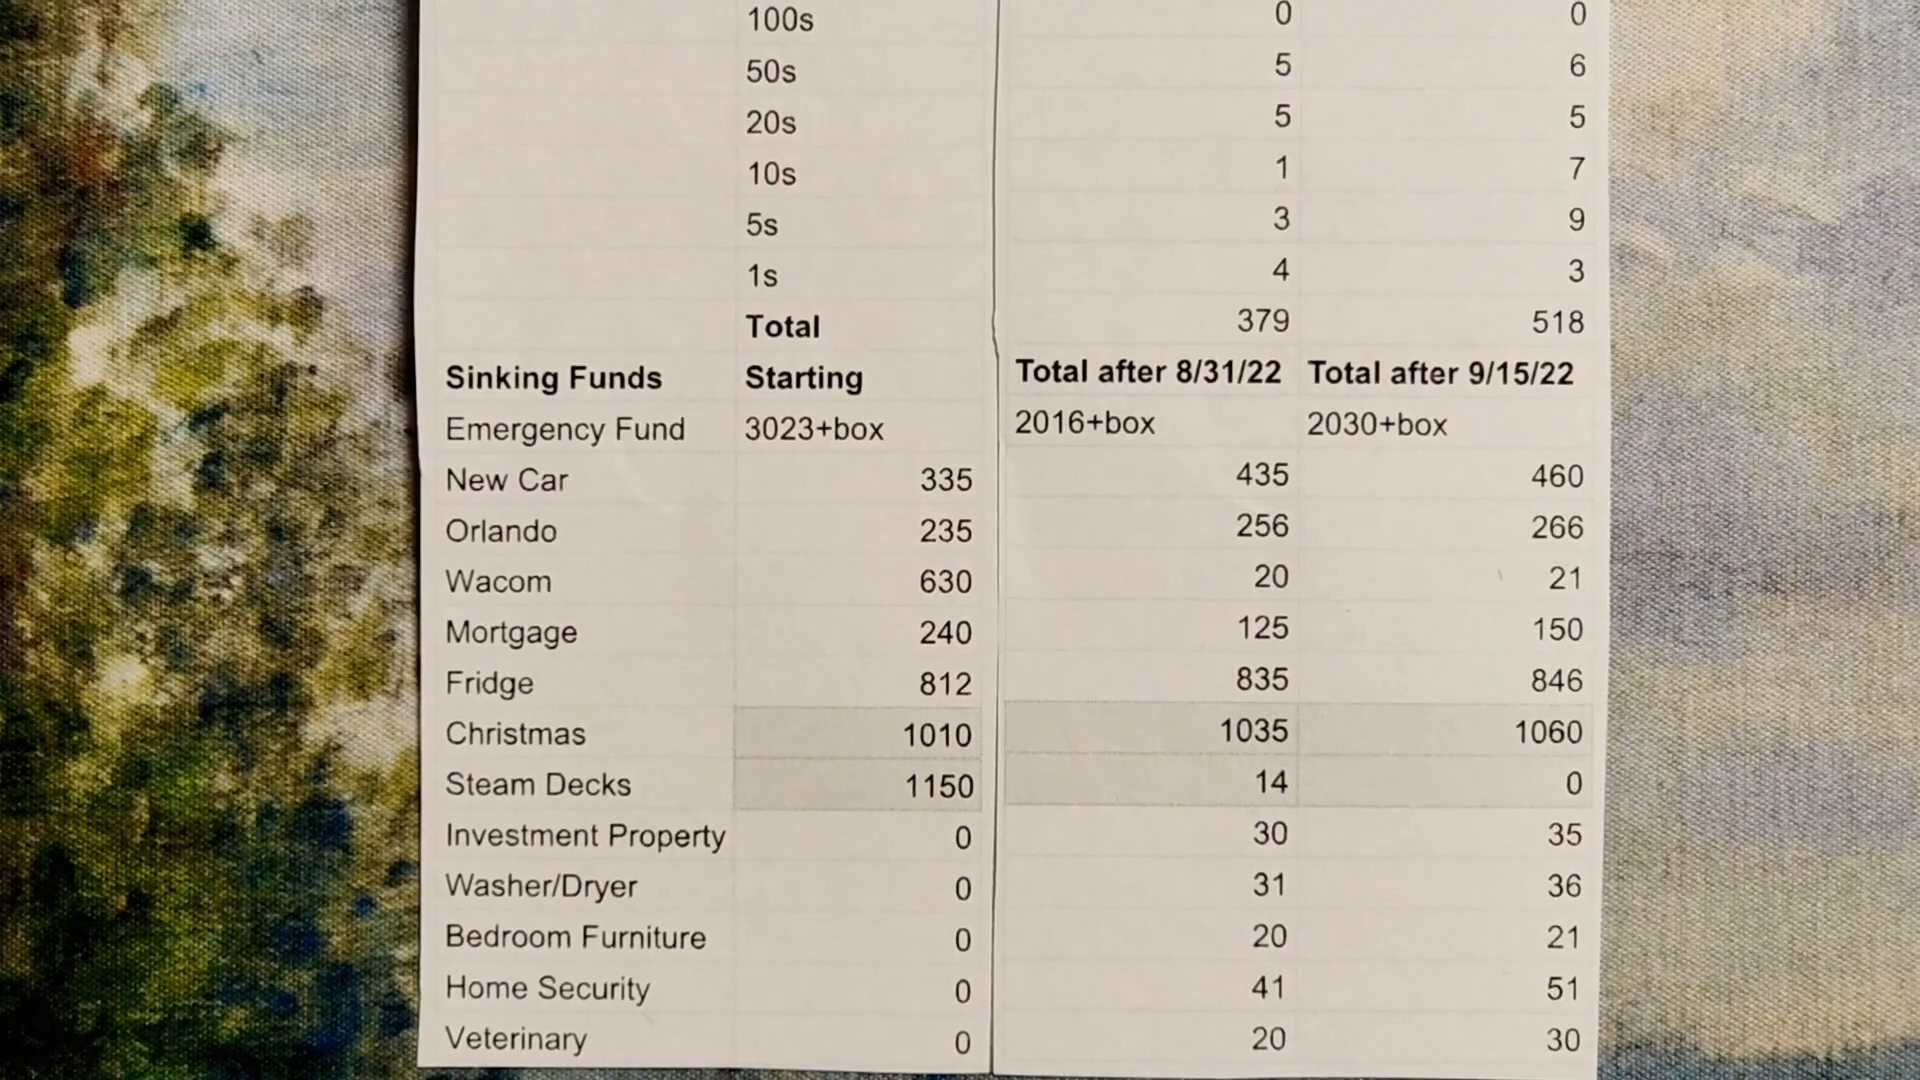 100s 0 0
50s 5 6
20s 5 5
10s 1 7
5s 3 9
1s 4 3
Total 379 518
Sinking Funds Starting Total after 8/31/22 Total after 9/15/22
Emergency Fund 3023+box 2016+box 2030+box
New Car 335 435 460
Orlando 235 256 266
Wacom 630 20 21
Mortgage 240 125 150
Fridge 812 835 846
Christmas 1010 1035 1060
Steam Decks 1150 14 0
Investment Property 0 30 35
Washer/Dryer 0 31 36
Bedroom Furniture 0 20 21
Home Security 0 41 51
Veterinary 0 20 30